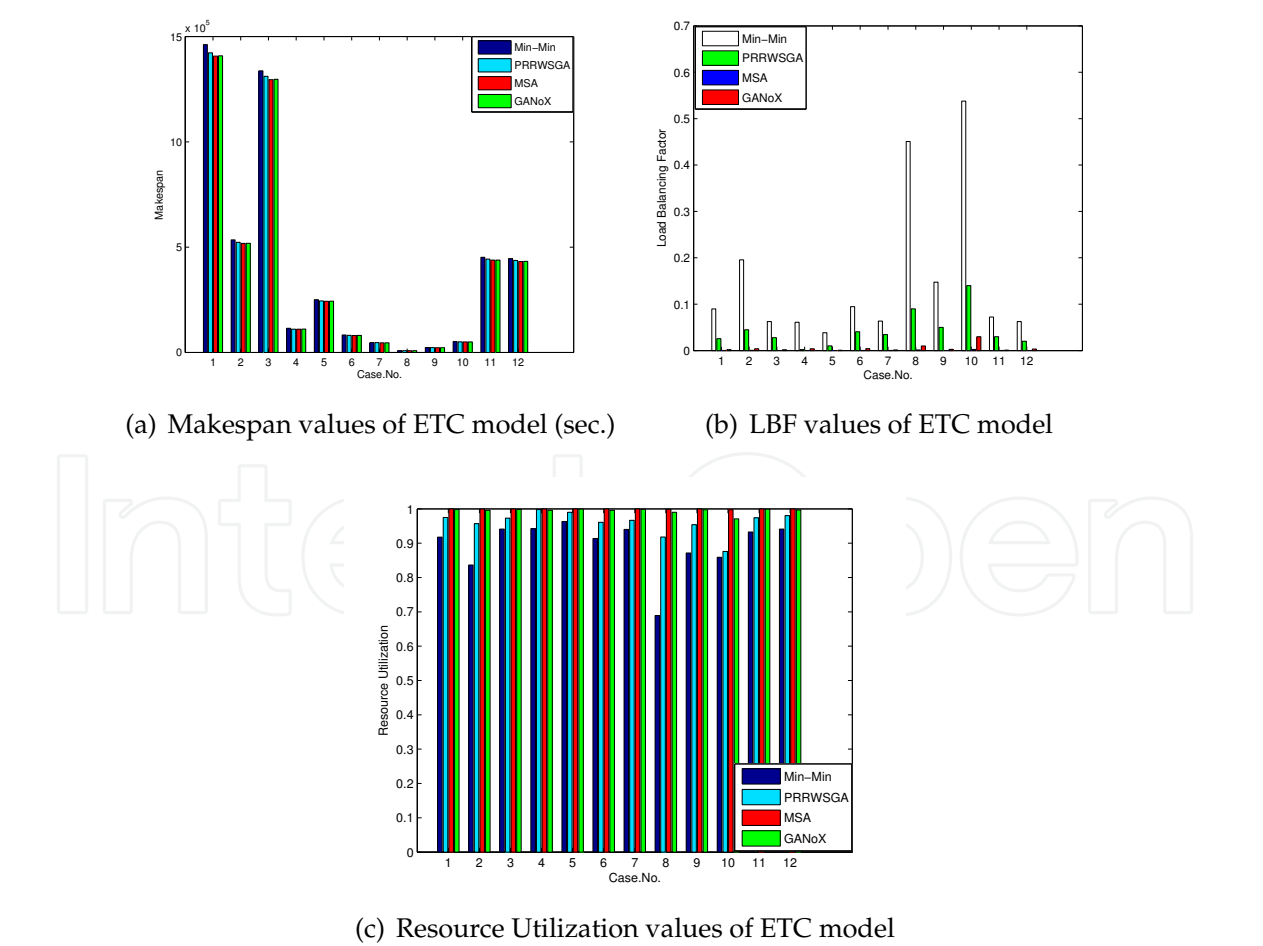 x 10^5
15
10
5
0
Makespan
1 2 3 4 5 6 7 8 9 10 11 12
Case.No.
Min−Min
PRRWSGA
MSA
GANoX
(a) Makespan values of ETC model (sec.)
0.7
0.6
0.5
0.4
0.3
0.2
0.1
0
Load Balancing Factor
1 2 3 4 5 6 7 8 9 10 11 12
Case.No.
Min−Min
PRRWSGA
MSA
GANoX
(b) LBF values of ETC model
1
0.9
0.8
0.7
0.6
0.5
0.4
0.3
0.2
0.1
0
Resource Utilization
1 2 3 4 5 6 7 8 9 10 11 12
Case.No.
Min−Min
PRRWSGA
MSA
GANoX
(c) Resource Utilization values of ETC model